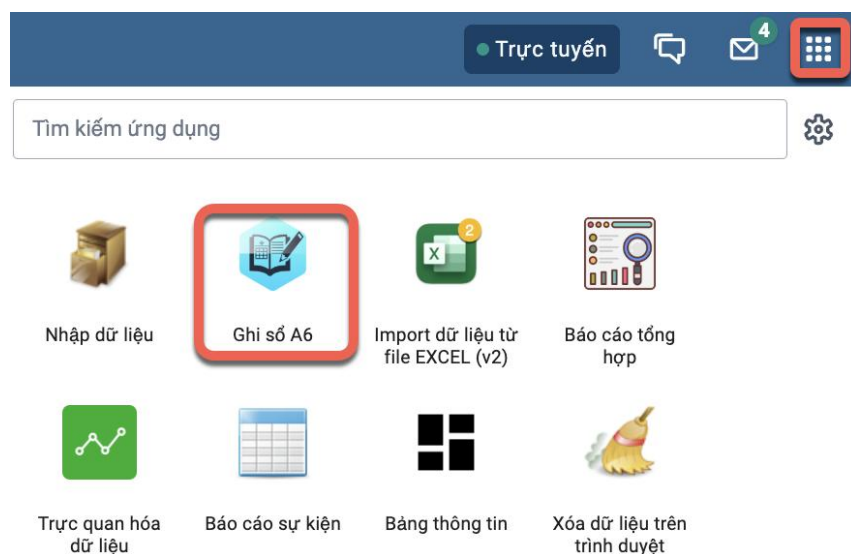 Trực tuyến
4
Tìm kiếm ứng dụng
2
X
Nhập dữ liệu
Ghi sổ A6
Import dữ liệu từ
file EXCEL (v2)
Báo cáo tổng
hợp
Trực quan hóa
dữ liệu
Báo cáo sự kiện
Bảng thông tin
Xóa dữ liệu trên
trình duyệt